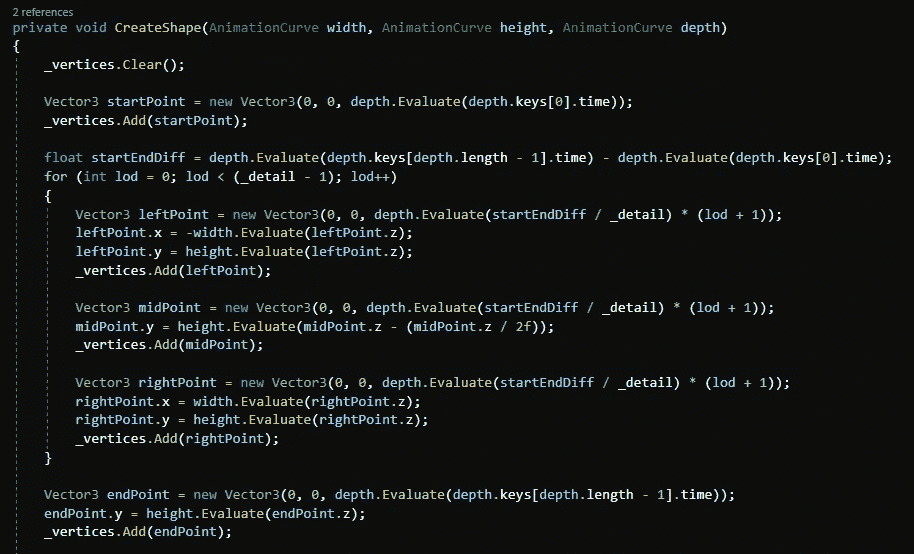 2 references
private void CreateShape(AnimationCurve width, AnimationCurve height, AnimationCurve depth)
{
_vertices.Clear();
Vector3 startPoint = new Vector3(0, 0, depth.Evaluate(depth.keys[0].time));
_vertices.Add(startPoint);
float startEndDiff = depth.Evaluate(depth.keys[depth.length - 1].time) - depth.Evaluate(depth.keys[0].time);
for (int lod = 0; lod < (_detail - 1); lod++)
{
Vector3 leftPoint = new Vector3(0, 0, depth.Evaluate(startEndDiff / _detail) * (lod + 1));
leftPoint.x = -width.Evaluate(leftPoint.z);
leftPoint.y = height.Evaluate(leftPoint.z);
_vertices.Add(leftPoint);
Vector3 midPoint = new Vector3(0, 0, depth.Evaluate(startEndDiff / _detail) * (lod + 1));
midPoint.y = height.Evaluate(midPoint.z - (midPoint.z / 2f));
_vertices.Add(midPoint);
Vector3 rightPoint = new Vector3(0, 0, depth.Evaluate(startEndDiff / _detail) * (lod + 1));
rightPoint.x = width.Evaluate(rightPoint.z);
rightPoint.y = height.Evaluate(rightPoint.z);
_vertices.Add(rightPoint);
}
Vector3 endPoint = new Vector3(0, 0, depth.Evaluate(depth.keys[depth.length - 1].time));
endPoint.y = height.Evaluate(endPoint.z);
_vertices.Add(endPoint);